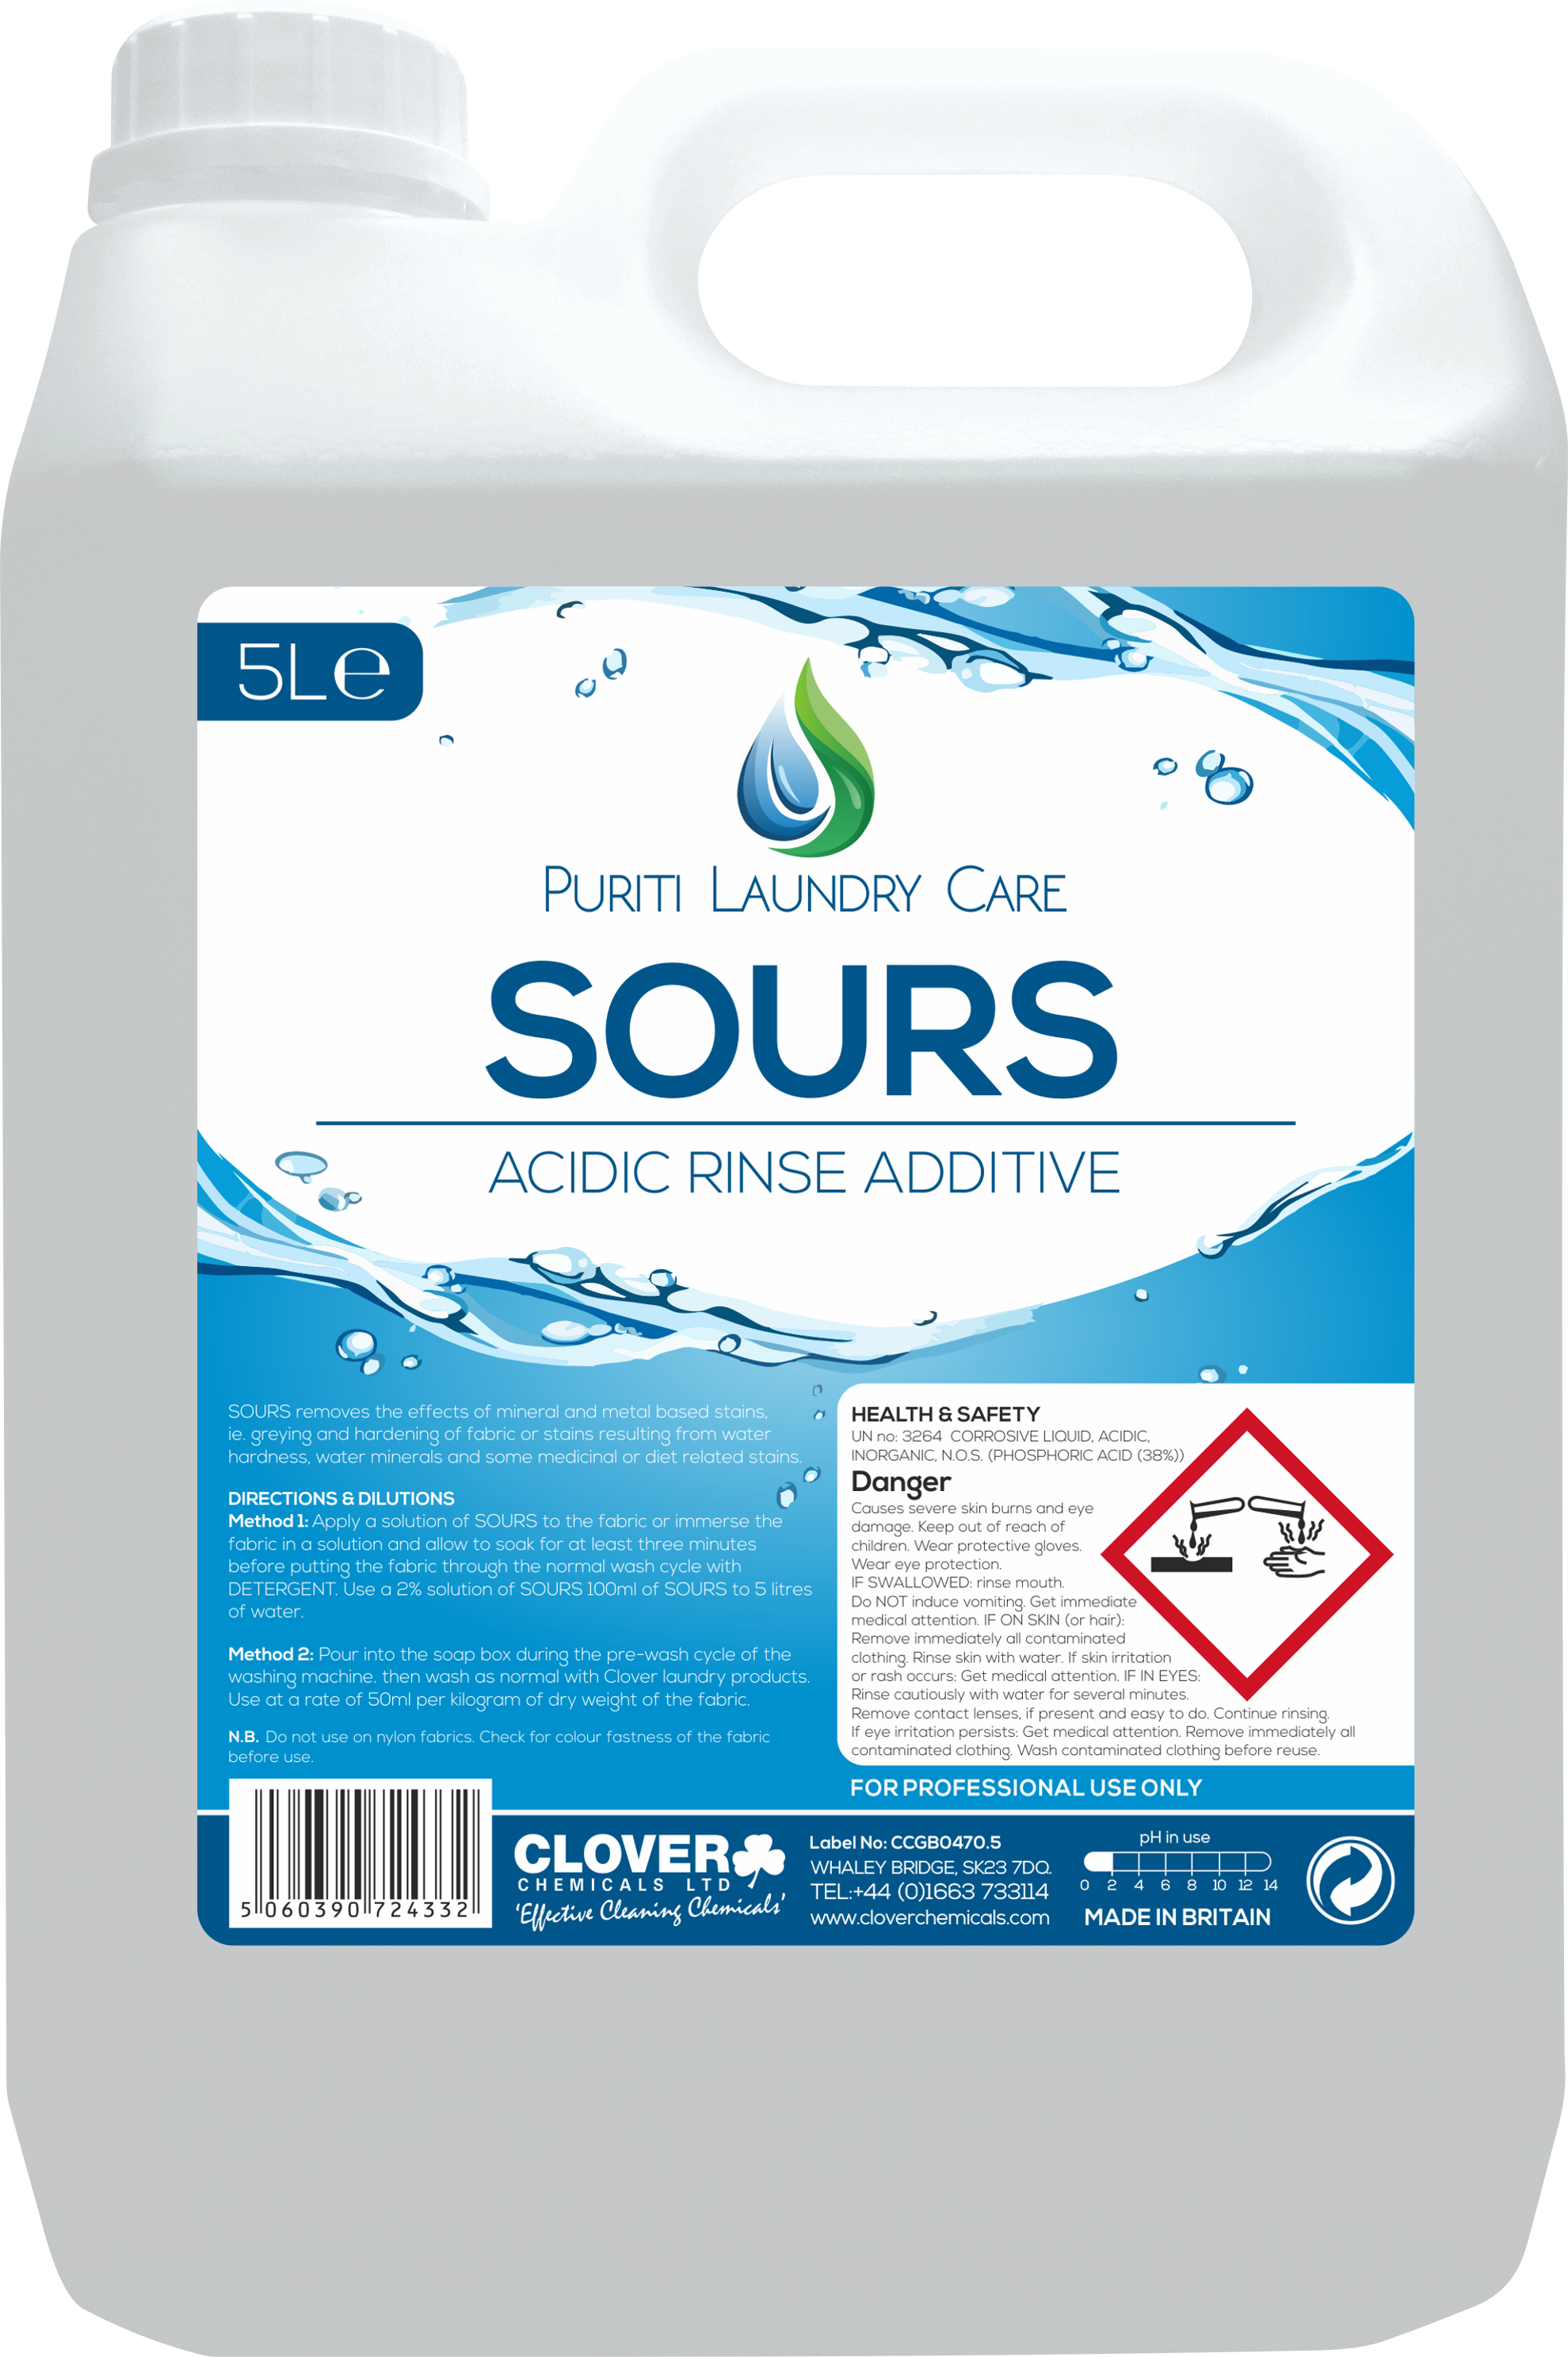 5Le
PURITI LAUNDRY CARE
SOURS
ACIDIC RINSE ADDITIVE
SOURS removes the effects of mineral and metal based stains,
ie. greying and hardening of fabric or stains resulting from water
hardness, water minerals and some medicinal or diet related stains.
DIRECTIONS & DILUTIONS
Method 1: Apply a solution of SOURS to the fabric or immerse the
fabric in a solution and allow to soak for at least three minutes
before putting the fabric through the normal wash cycle with
DETERGENT. Use a 2% solution of SOURS 100ml of SOURS to 5 litres
of water.
Method 2: Pour into the soap box during the pre-wash cycle of the
washing machine. then wash as normal with Clover laundry products.
Use at a rate of 50ml per kilogram of dry weight of the fabric.
N.B. Do not use on nylon fabrics. Check for colour fastness of the fabric
before use.
HEALTH & SAFETY
UN no: 3264 CORROSIVE LIQUID, ACIDIC,
INORGANIC, N.O.S. (PHOSPHORIC ACID (38%))
Danger
Causes severe skin burns and eye
damage. Keep out of reach of
children. Wear protective gloves.
Wear eye protection.
IF SWALLOWED: rinse mouth.
Do NOT induce vomiting. Get immediate
medical attention. IF ON SKIN (or hair):
Remove immediately all contaminated
clothing. Rinse skin with water. If skin irritation
or rash occurs: Get medical attention. IF IN EYES:
Rinse cautiously with water for several minutes.
Remove contact lenses, if present and easy to do. Continue rinsing.
If eye irritation persists: Get medical attention. Remove immediately all
contaminated clothing. Wash contaminated clothing before reuse.
FOR PROFESSIONAL USE ONLY
5 060390 724332
CLOVER
CHEMICALS LTD
'Effective Cleaning Chemicals'
Label No: CCGB0470.5
WHALEY BRIDGE, SK23 7DQ.
TEL:+44 (0)1663 733114
www.cloverchemicals.com
pH in use
0 2 4 6 8 10 12 14
MADE IN BRITAIN